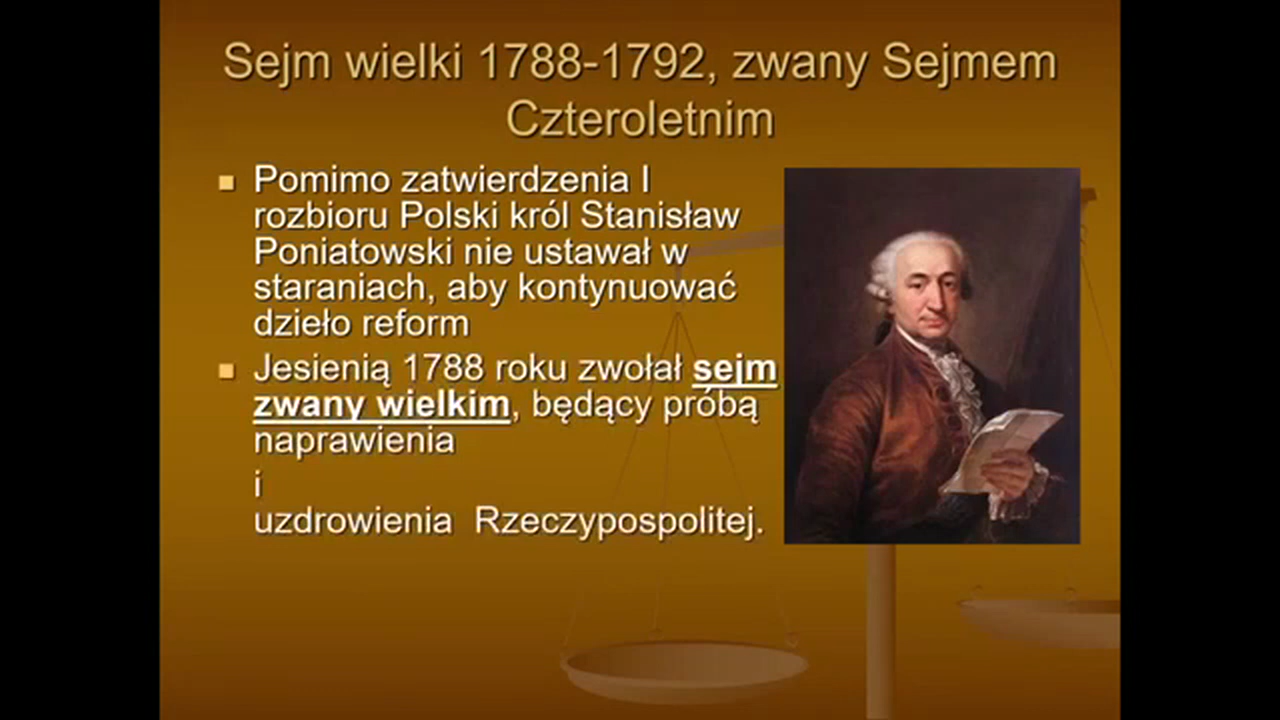 Sejm wielki 1788-1792, zwany Sejmem
Czteroletnim
Pomimo zatwierdzenia I
rozbioru Polski król Stanisław
Poniatowski nie ustawał w
staraniach, aby kontynuować
dzieło reform
Jesienią 1788 roku zwołał sejm
zwany wielkim, będący próbą
naprawienia
i
uzdrowienia Rzeczypospolitej.